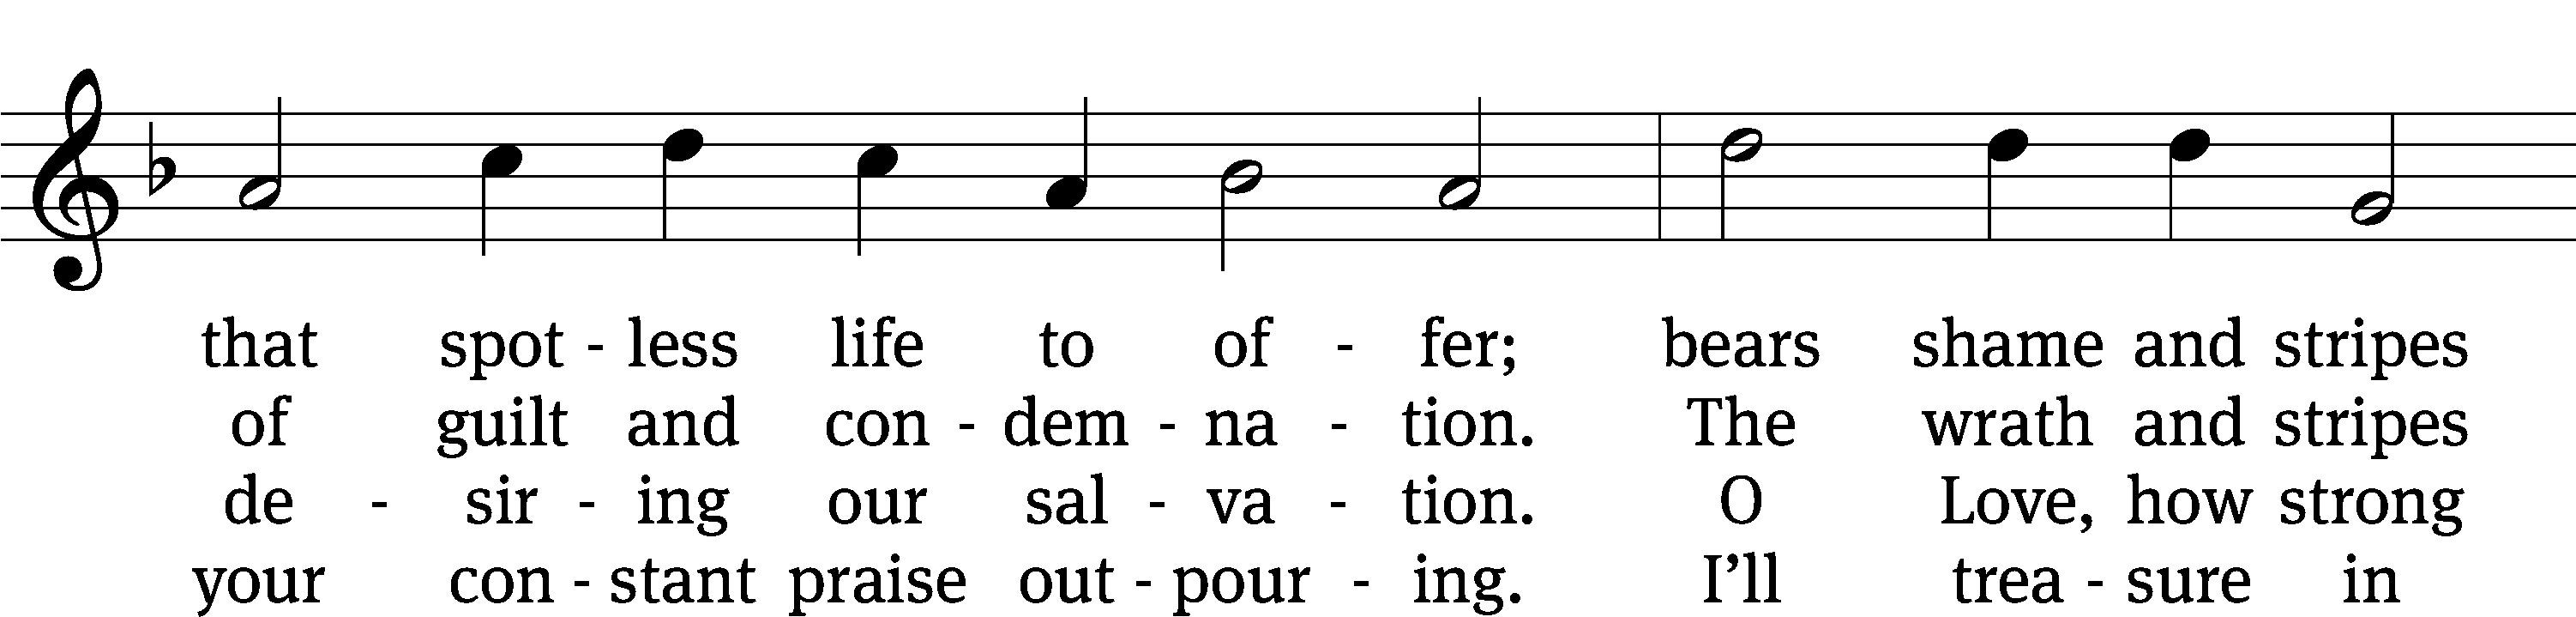 that spot - less life to of - fer; bears shame and stripes
of guilt and con - dem - na - tion. The wrath and stripes
de - sir - ing our sal - va - tion. O Love, how strong
your con - stant praise out - pour - ing. I’ll trea - sure in